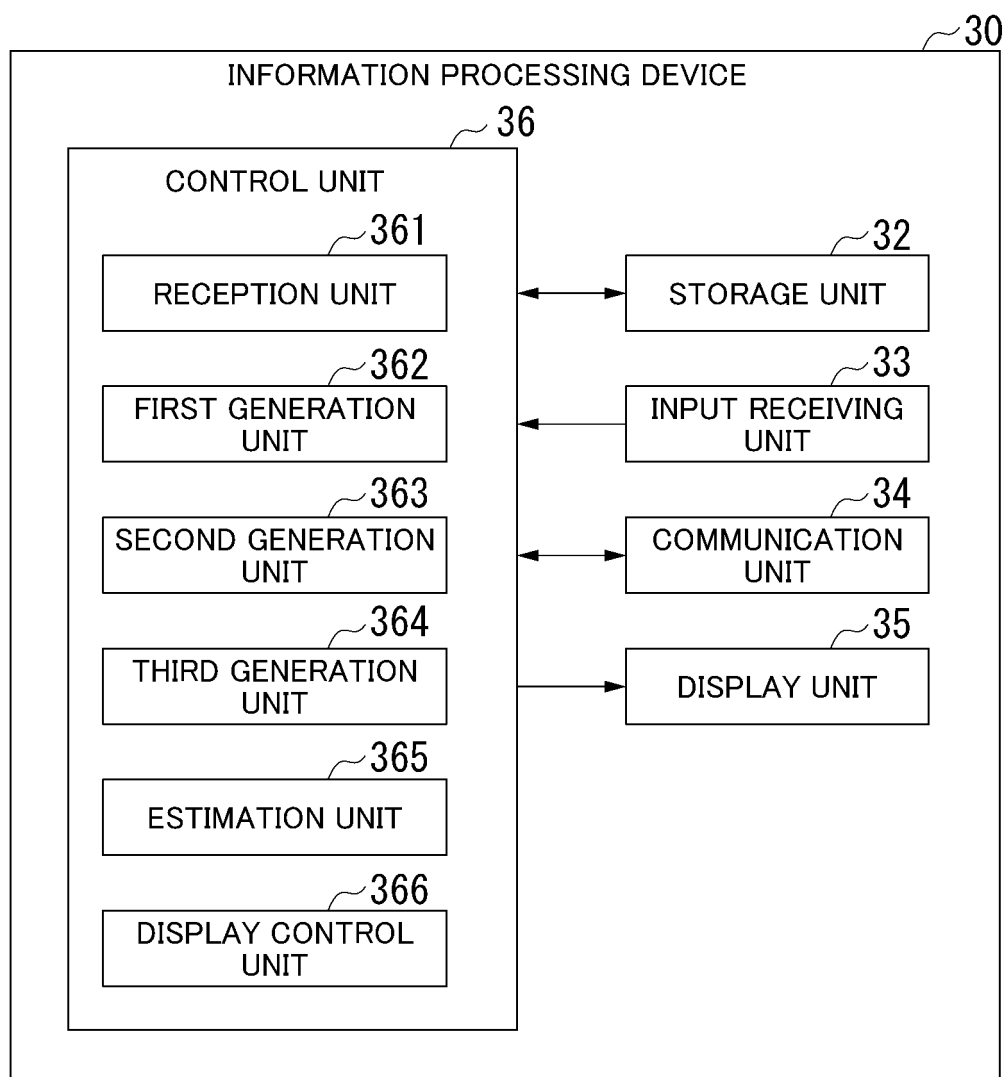 30
INFORMATION PROCESSING DEVICE
36
CONTROL UNIT
361
RECEPTION UNIT
32
STORAGE UNIT
362
FIRST GENERATION
UNIT
33
INPUT RECEIVING
UNIT
363
SECOND GENERATION
UNIT
34
COMMUNICATION
UNIT
364
THIRD GENERATION
UNIT
35
DISPLAY UNIT
365
ESTIMATION UNIT
366
DISPLAY CONTROL
UNIT